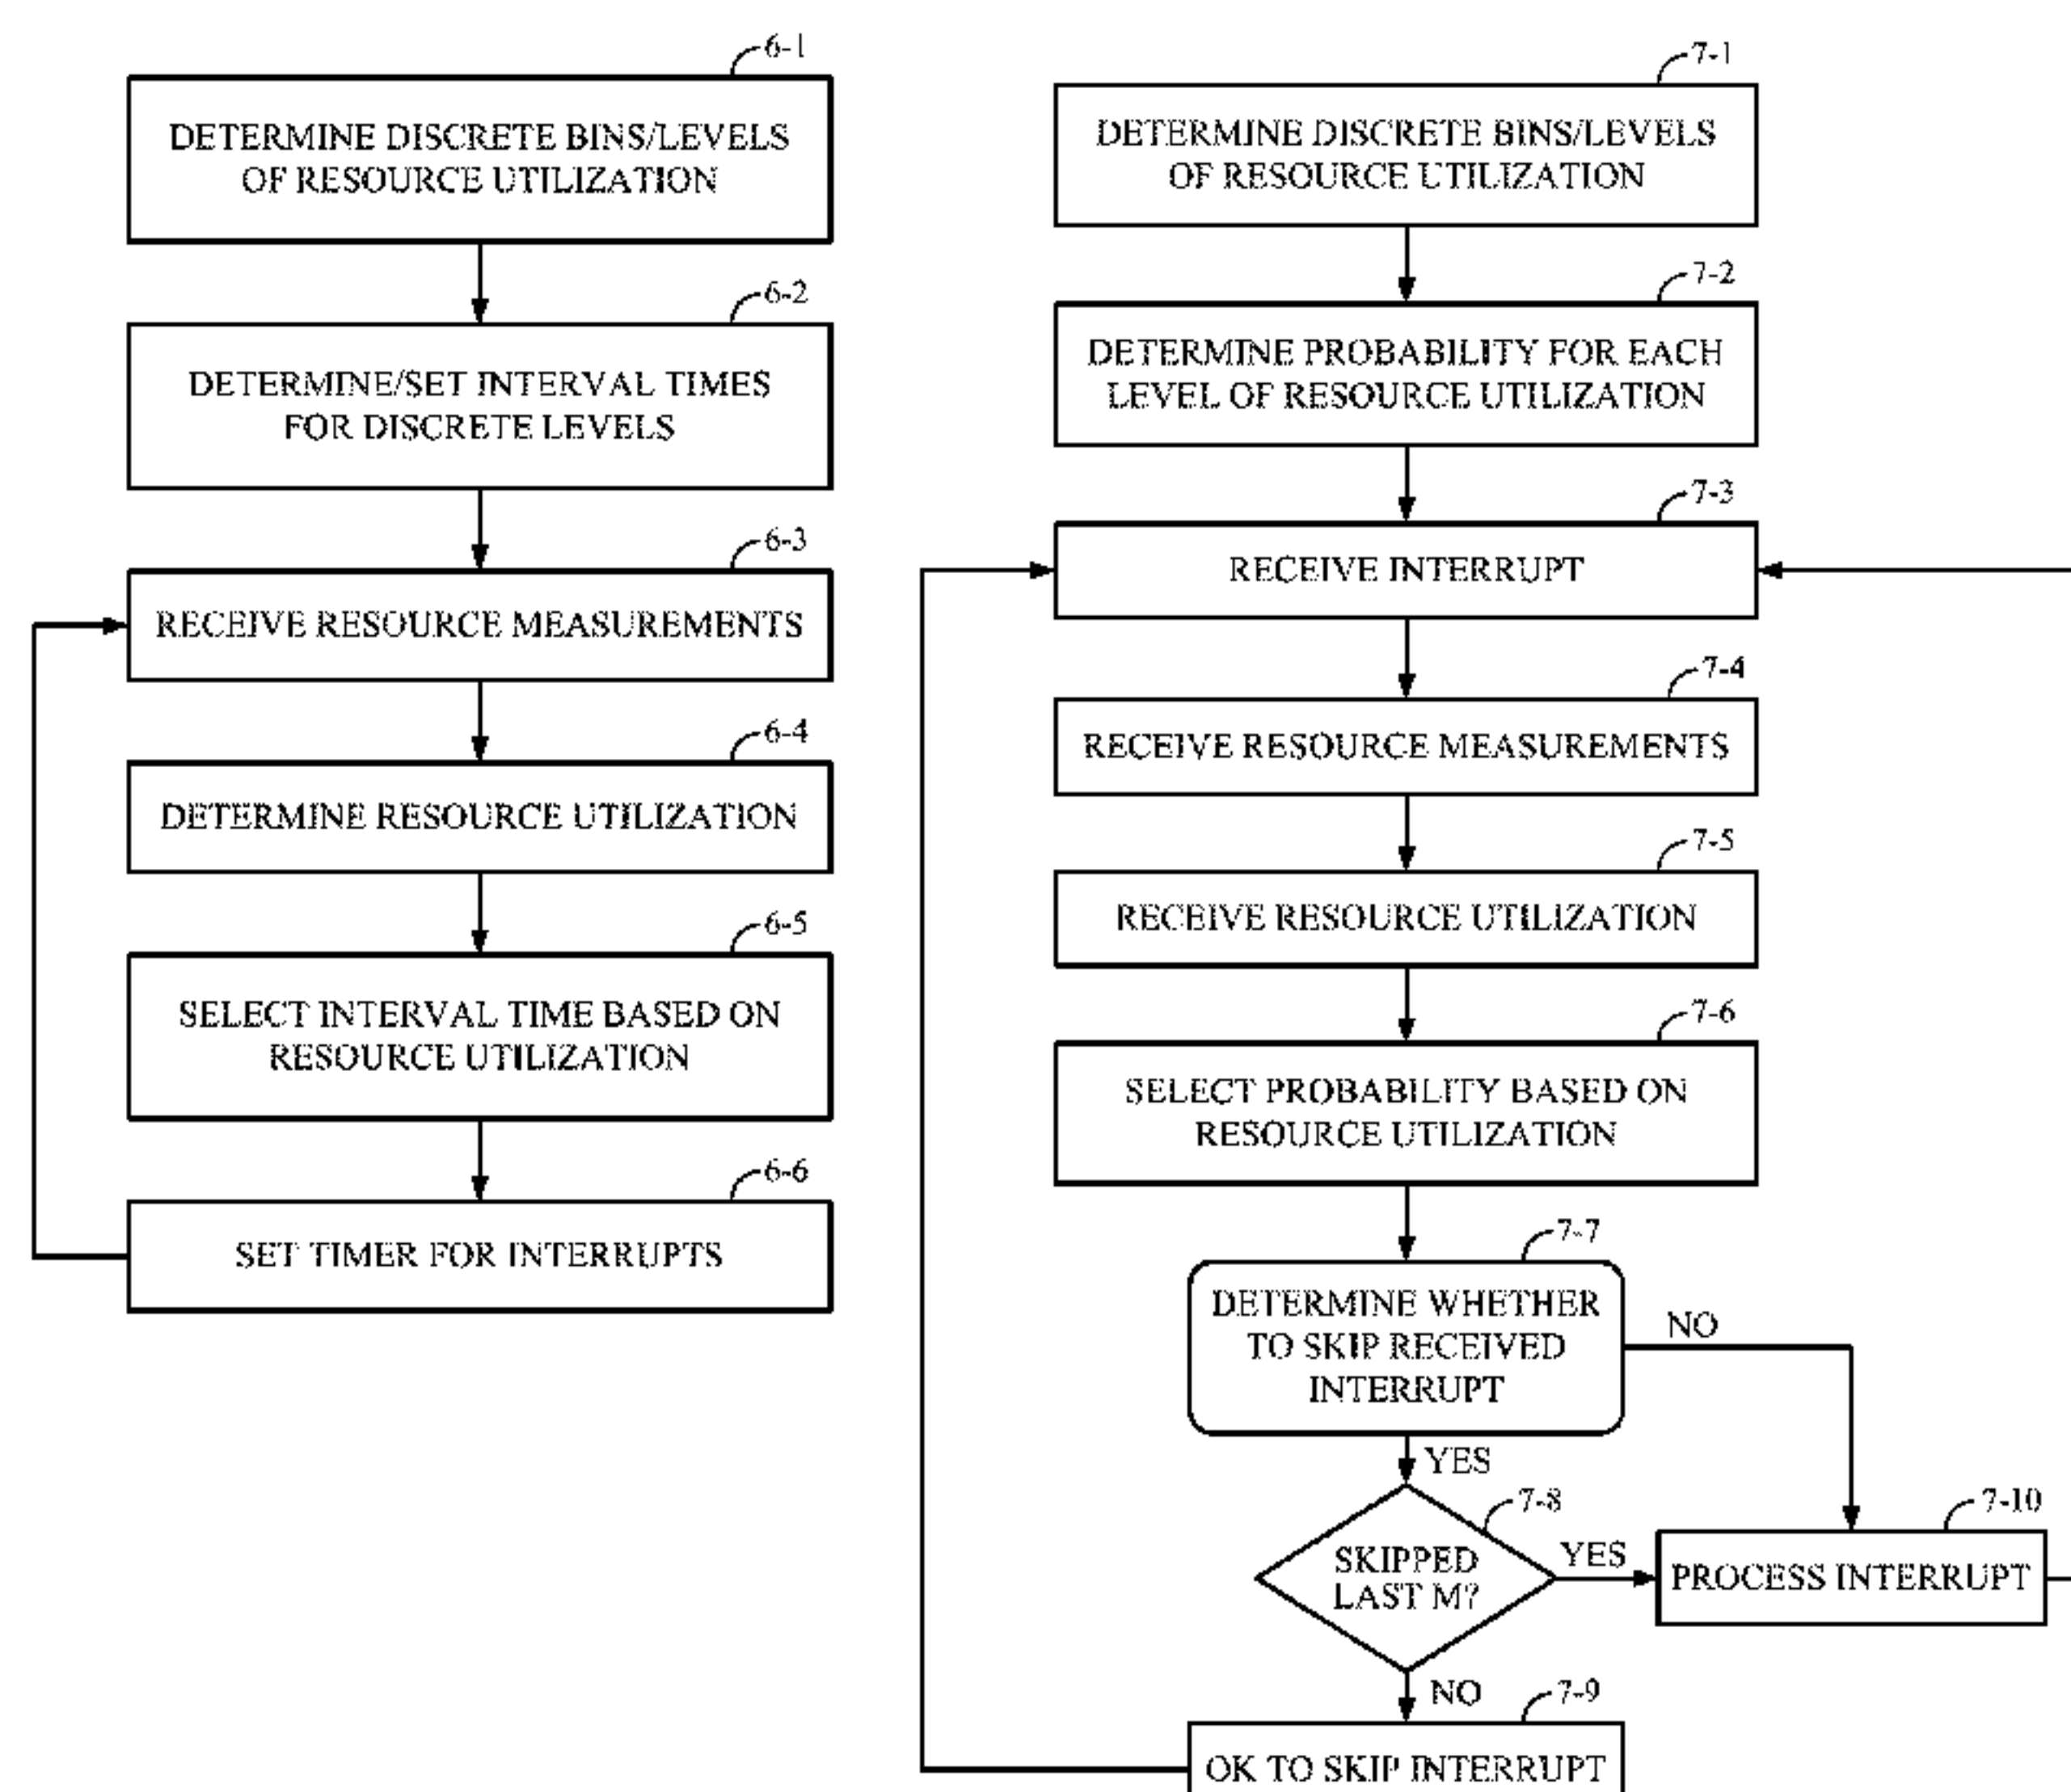 6-1
DETERMINE DISCRETE BINS/LEVELS
OF RESOURCE UTILIZATION
6-2
DETERMINE/SET INTERVAL TIMES
FOR DISCRETE LEVELS
6-3
RECEIVE RESOURCE MEASUREMENTS
6-4
DETERMINE RESOURCE UTILIZATION
6-5
SELECT INTERVAL TIME BASED ON
RESOURCE UTILIZATION
6-6
SET TIMER FOR INTERRUPTS
7-1
DETERMINE DISCRETE BINS/LEVELS
OF RESOURCE UTILIZATION
7-2
DETERMINE PROBABILITY FOR EACH
LEVEL OF RESOURCE UTILIZATION
7-3
RECEIVE INTERRUPT
7-4
RECEIVE RESOURCE MEASUREMENTS
7-5
RECEIVE RESOURCE UTILIZATION
7-6
SELECT PROBABILITY BASED ON
RESOURCE UTILIZATION
7-7
DETERMINE WHETHER
TO SKIP RECEIVED
INTERRUPT
NO
YES
7-8
SKIPPED
LAST M?
YES
7-10
PROCESS INTERRUPT
NO
7-9
OK TO SKIP INTERRUPT